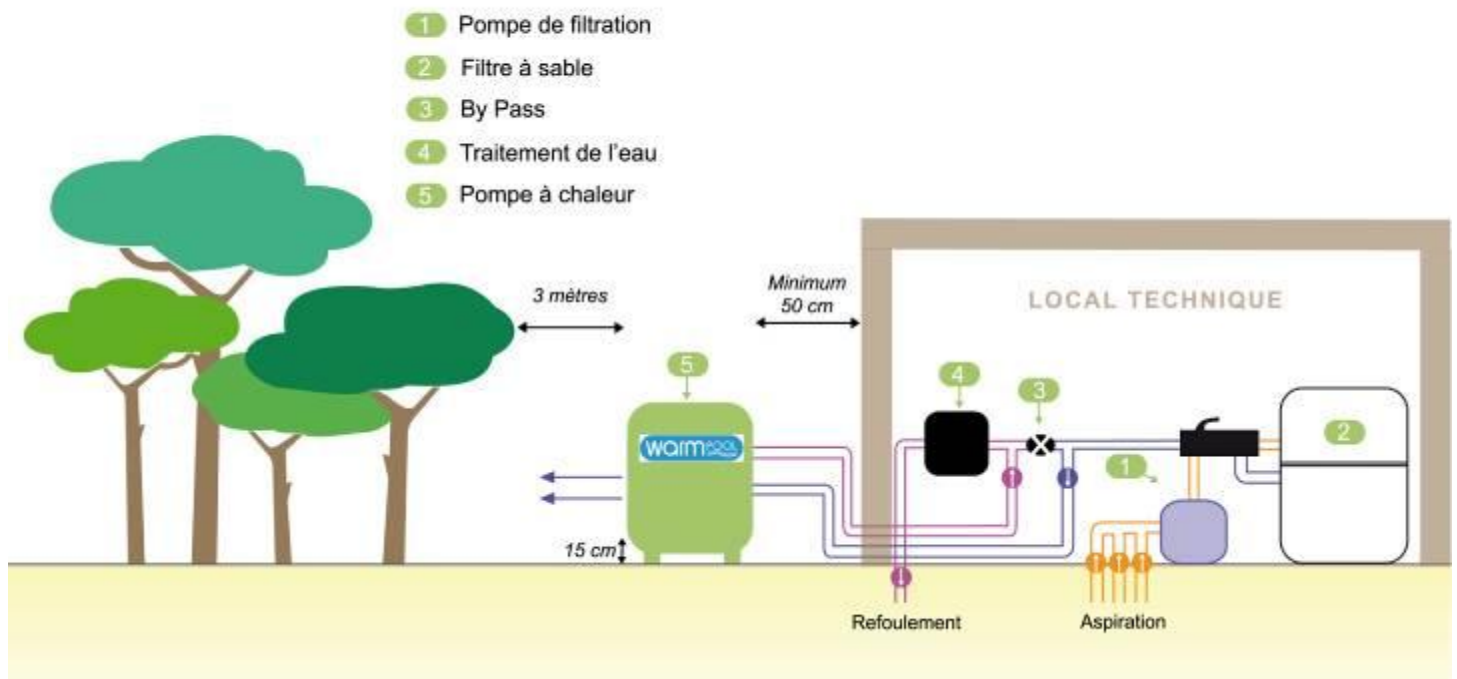 1 Pompe de filtration
2 Filtre à sable
3 By Pass
4 Traitement de l'eau
5 Pompe à chaleur
3 mètres
Minimum
50 cm
LOCAL TECHNIQUE
5
4
3
warmPOOL
2
1
15 cm
Refoulement
Aspiration